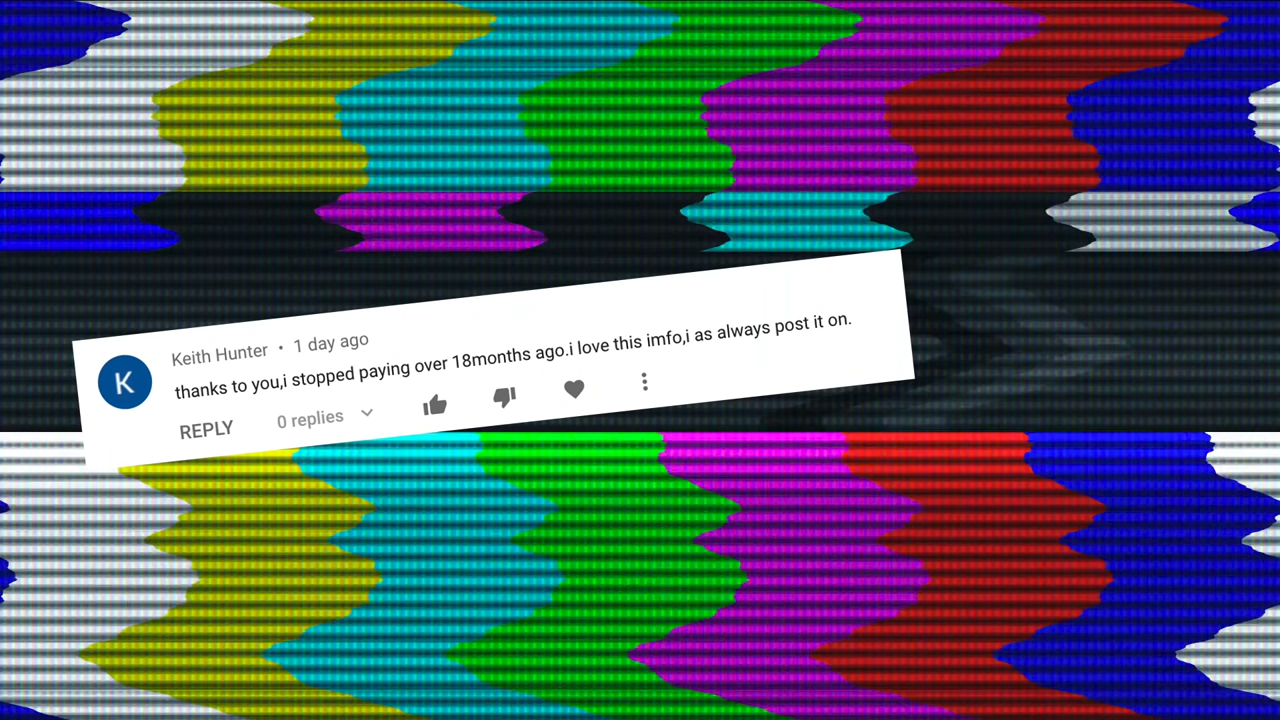 Keith Hunter • 1 day ago
thanks to you,i stopped paying over 18months ago.i love this imfo,i as always post it on.
REPLY 0 replies
K